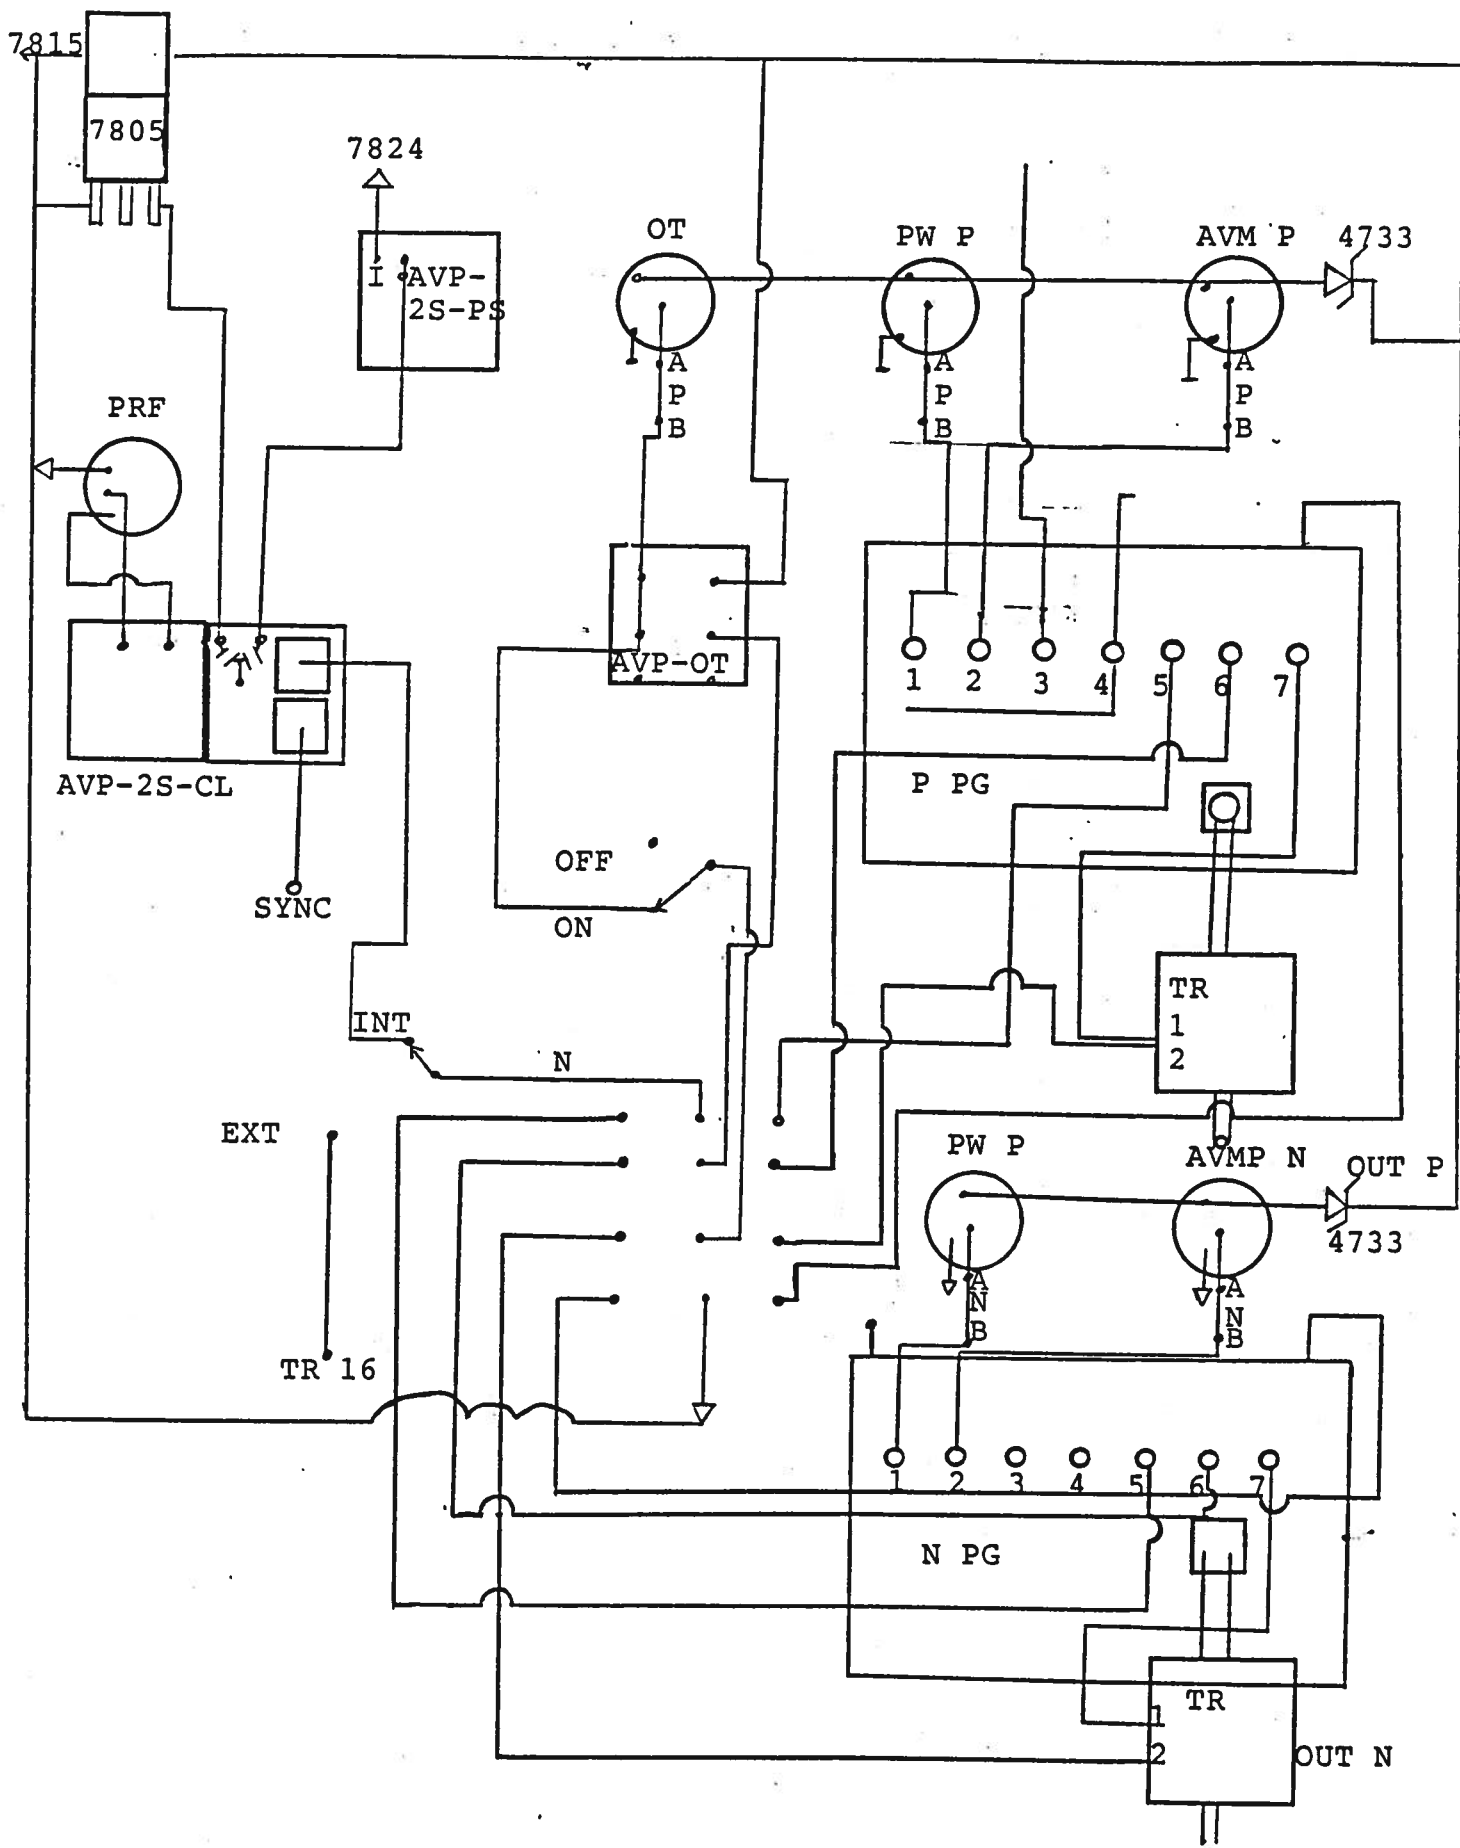 7815
7805
7824
I AVP-
2S-PS
OT
PW P
AVM P
4733
A
P
B
A
P
B
A
P
B
PRF
AVP-2S-CL
SYNC
AVP-OT
OFF
ON
1 2 3 4 5 6 7
P PG
TR
1
2
INT
N
EXT
TR 16
PW P
AVMP N
OUT P
4733
A
N
B
A
N
B
1 2 3 4 5 6 7
N PG
TR
1
2
OUT N